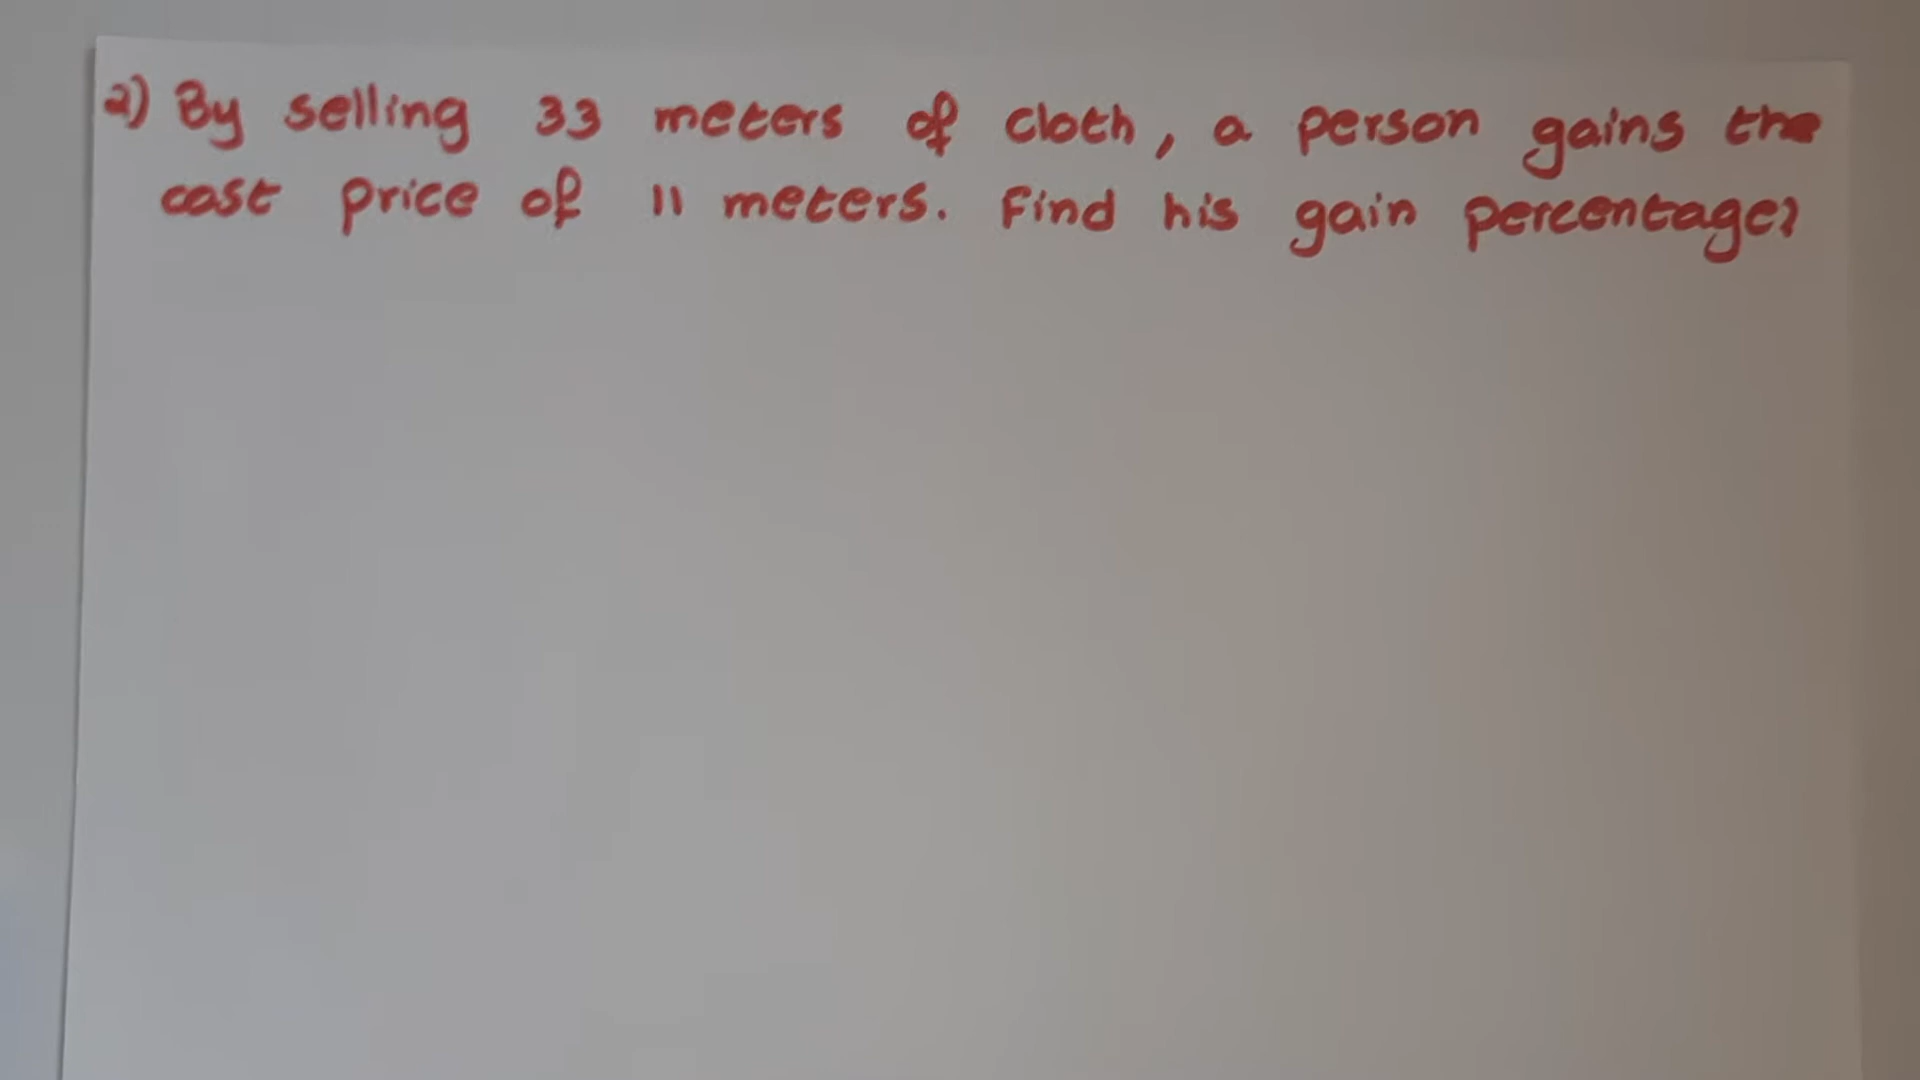 2) By selling 33 meters of cloth, a person gains the
cost price of 11 meters. Find his gain percentage?